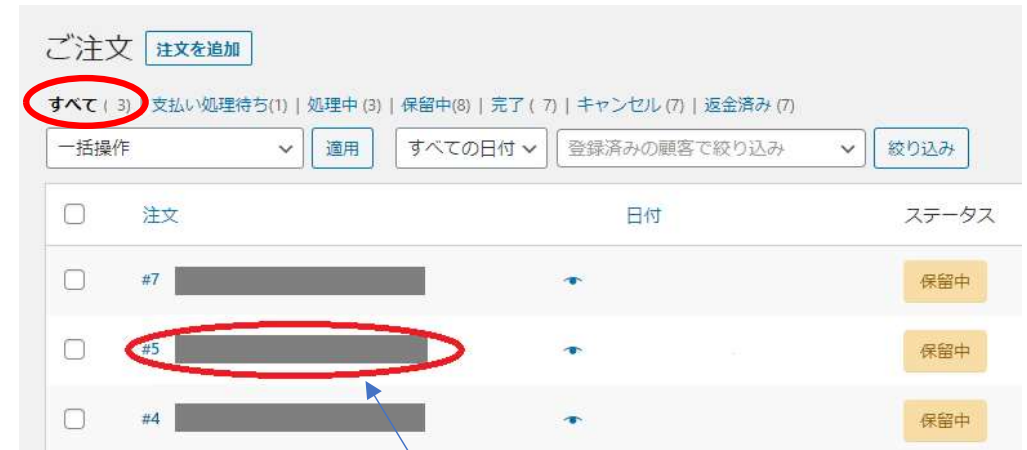 ご注文 注文を追加
すべて ( 3) 支払い処理待ち(1) | 処理中 (3) | 保留中(8) | 完了 ( 7) | キャンセル (7) | 返金済み (7)
一括操作 適用 すべての日付 登録済みの顧客で絞り込み 絞り込み
注文 日付 ステータス
#7 保留中
#5 保留中
#4 保留中